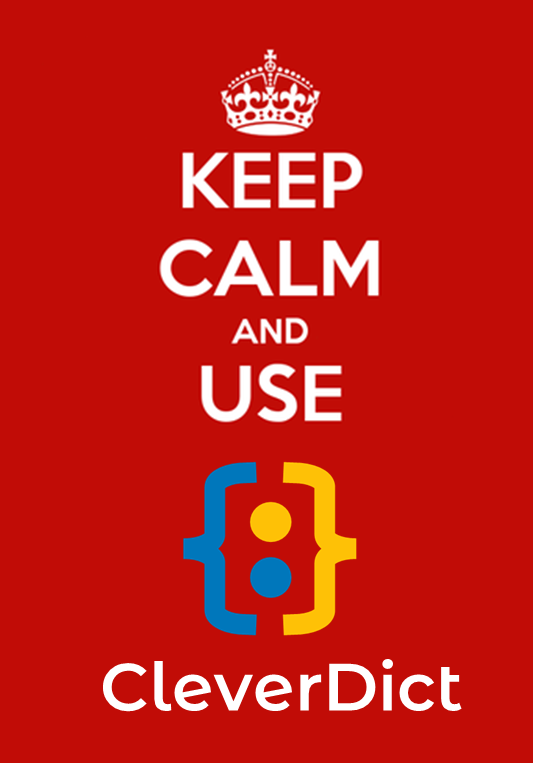 KEEP
CALM
AND
USE
{:}
CleverDict